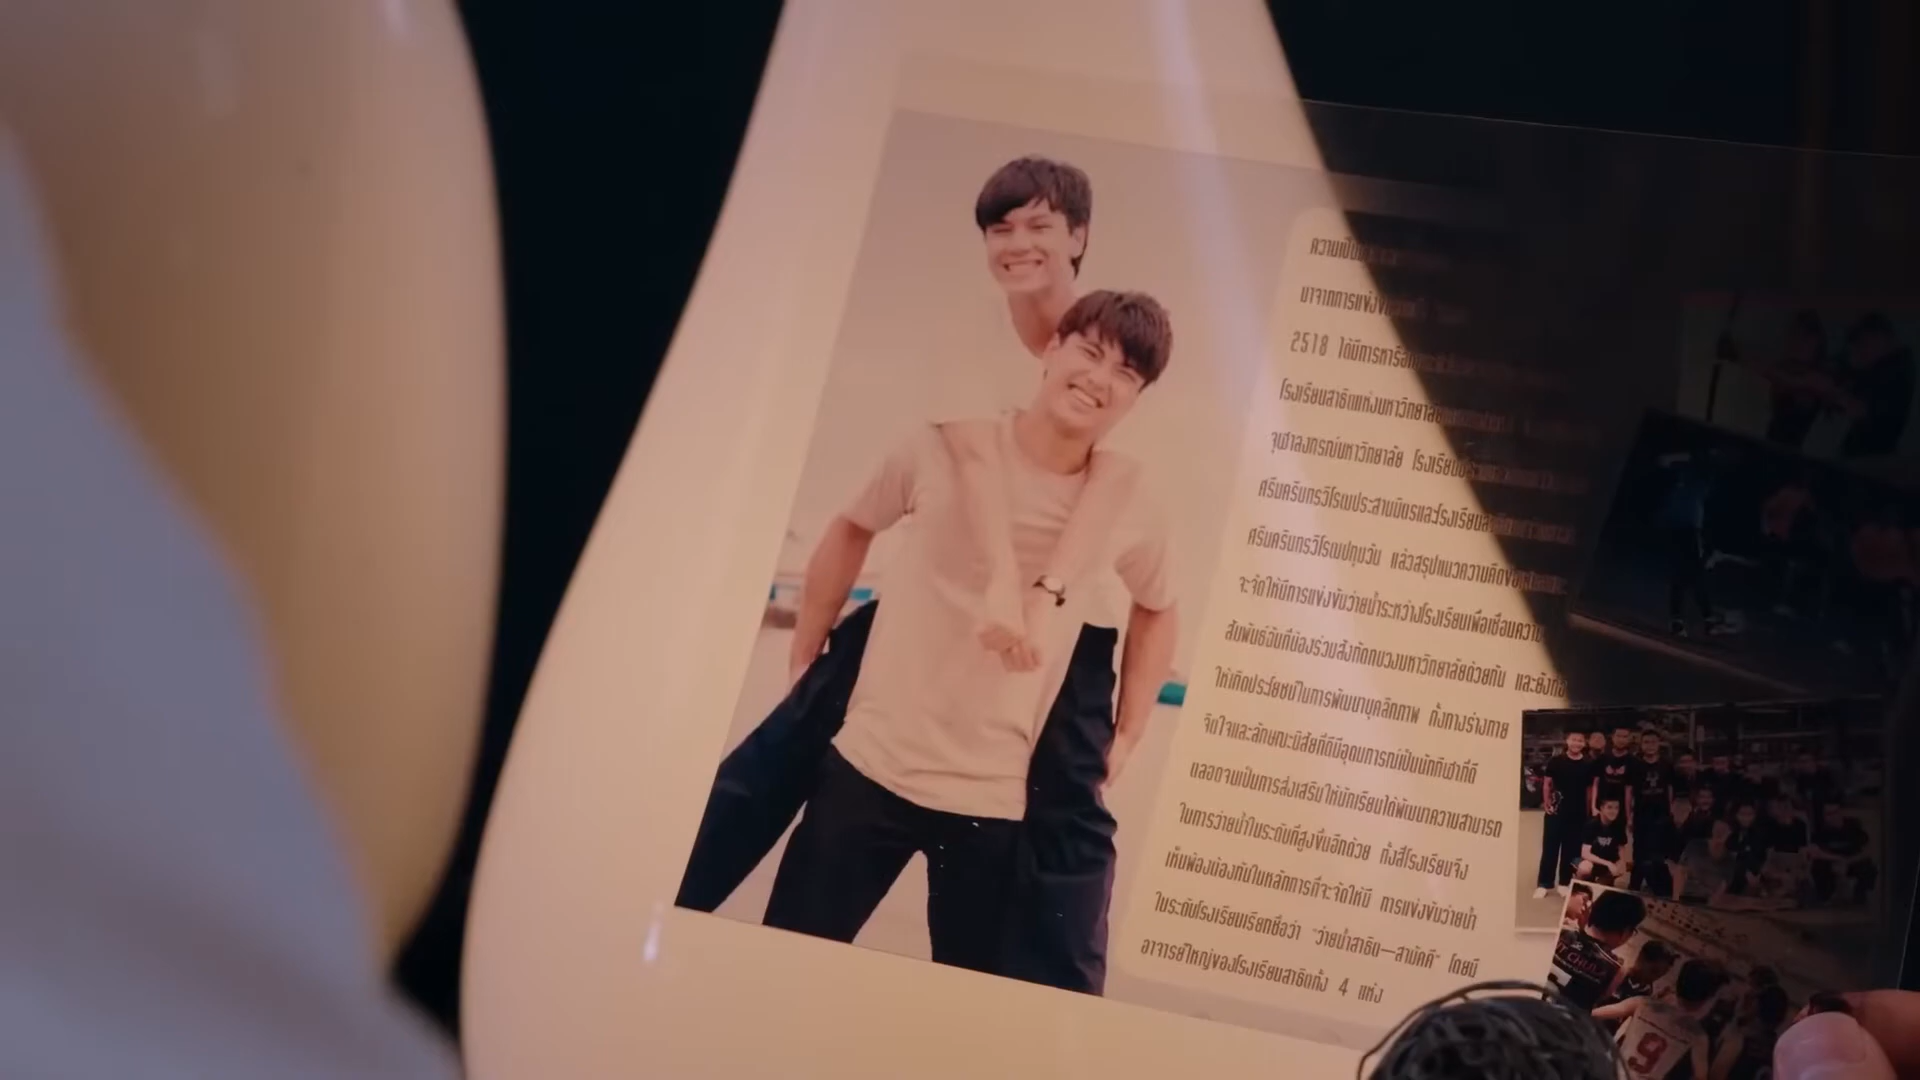 ความเป็น
มาจากการแข่งขัน
2518 ได้มีการหารือ
โรงเรียนสาธิตแห่งมหาวิทยาลัย
จุฬาลงกรณ์มหาวิทยาลัย โรงเรียน
ศรีนครินทรวิโรฒประสานมิตรและโรงเรียน
ศรีนครินทรวิโรฒปทุมวัน แล้วสรุปแนวความคิด
จะจัดให้มีการแข่งขันว่ายน้ำระหว่างโรงเรียนเพื่อเชื่อมความ
สัมพันธ์ฉันท์น้องร่วมสังกัดทบวงมหาวิทยาลัยด้วยกัน และยัง
ให้เกิดประโยชน์ในการพัฒนาบุคลิกภาพ ทั้งทางร่างกาย
จิตใจและลักษณะนิสัยที่ดีมีอุดมการณ์เป็นนักกีฬาที่ดี
ตลอดจนเป็นการส่งเสริมให้นักเรียนได้พัฒนาความสามารถ
ในการว่ายน้ำในระดับที่สูงขึ้นอีกด้วย ทั้งสี่โรงเรียนจึง
เห็นพ้องต้องกันในหลักการที่จะจัดให้มี การแข่งขันว่ายน้ำ
ในระดับโรงเรียนเรียกชื่อว่า "ว่ายน้ำสาธิต–สามัคคี" โดยมี
อาจารย์ใหญ่ของโรงเรียนสาธิตทั้ง 4 แห่ง
CHULA
9